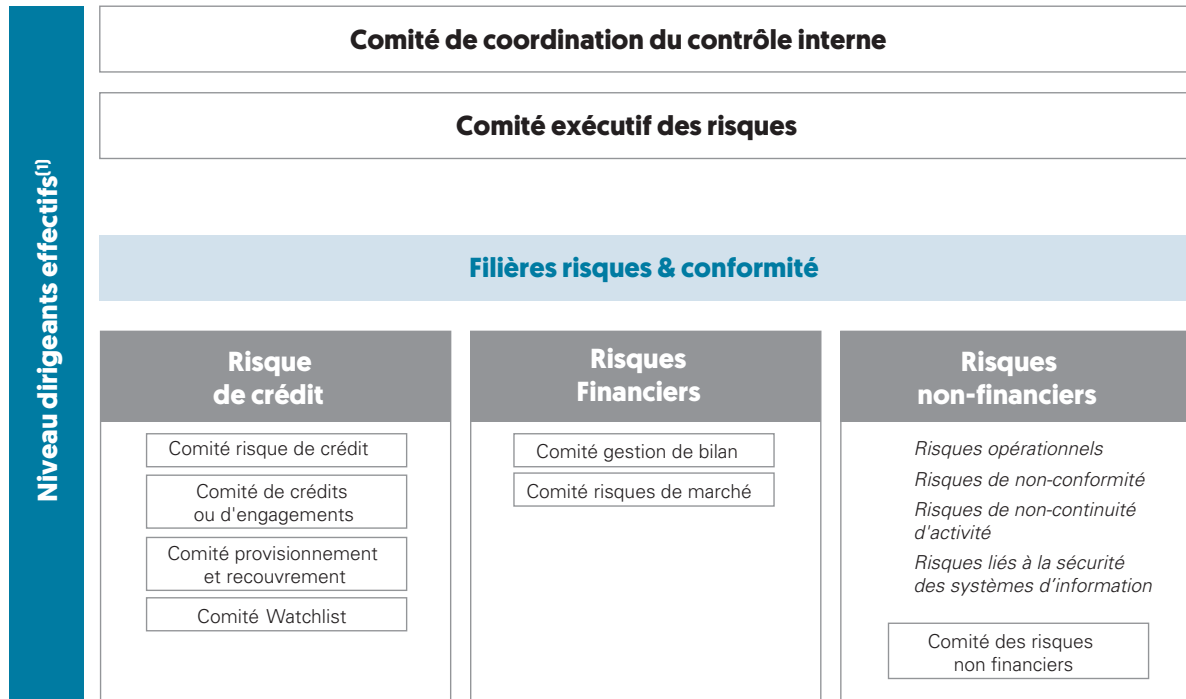 Niveau dirigeants effectifs(1)
Comité de coordination du contrôle interne
Comité exécutif des risques
Filières risques & conformité
Risque
de crédit
Comité risque de crédit
Comité de crédits
ou d'engagements
Comité provisionnement
et recouvrement
Comité Watchlist
Risques
Financiers
Comité gestion de bilan
Comité risques de marché
Risques
non-financiers
Risques opérationnels
Risques de non-conformité
Risques de non-continuité
d'activité
Risques liés à la sécurité
des systèmes d’information
Comité des risques
non financiers